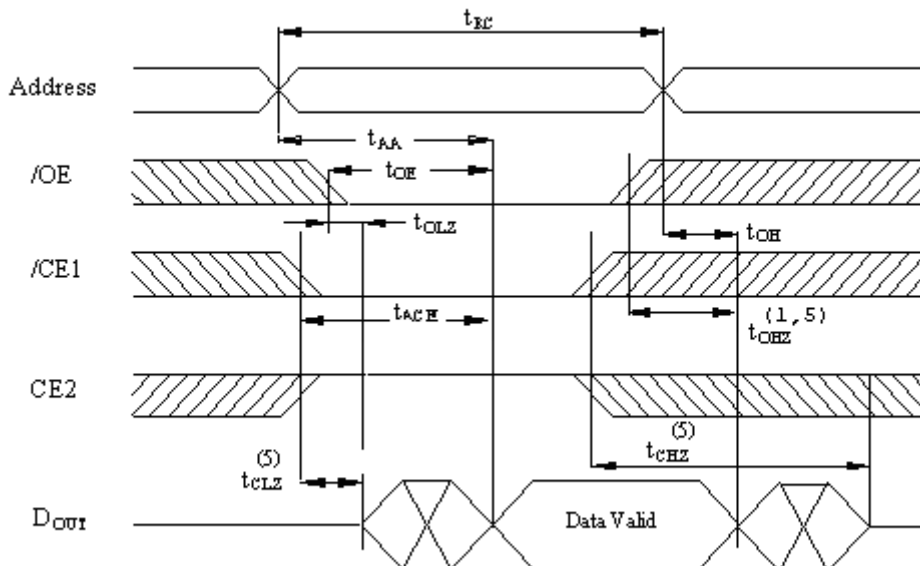 tRC
Address
tAA
/OE
tOE
tOLZ
tOH
/CE1
tACE
(1,5)
tOHZ
CE2
(5)
tCLZ
(5)
tCHZ
DOUT
Data Valid